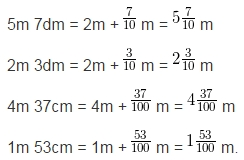 5m 7dm = 2m + 7/10 m = 5 7/10 m
2m 3dm = 2m + 3/10 m = 2 3/10 m
4m 37cm = 4m + 37/100 m = 4 37/100 m
1m 53cm = 1m + 53/100 m = 1 53/100 m.